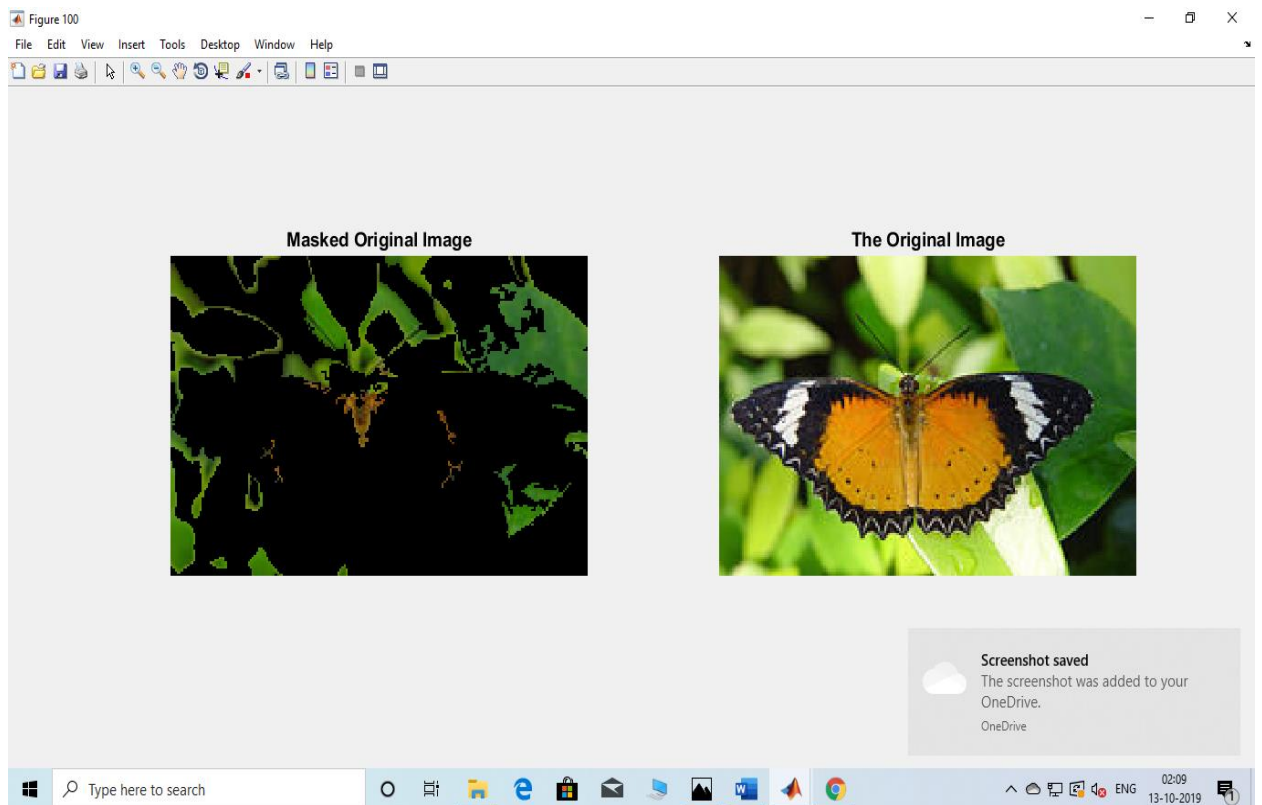 Figure 100
File Edit View Insert Tools Desktop Window Help
Masked Original Image
The Original Image
Screenshot saved
The screenshot was added to your
OneDrive.
OneDrive
Type here to search
W
ENG
02:09
13-10-2019
1